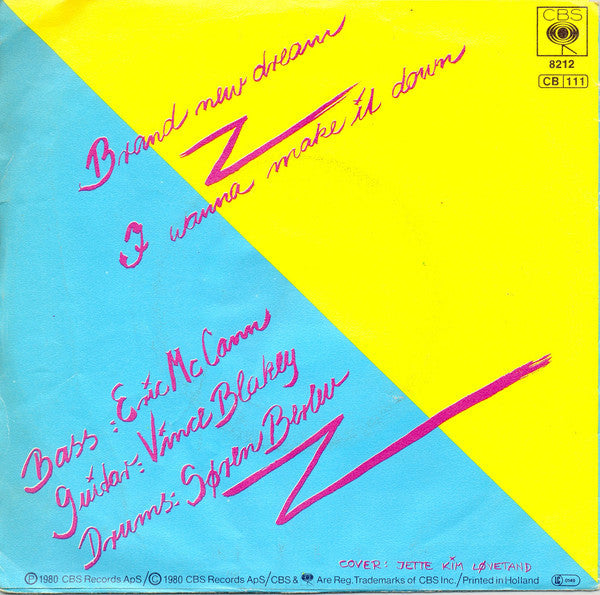 CBS
8212
CB 111
Brand new dream
I wanna make it down
Bass: Eric McCann
Guitar: Vince Blakey
Drums: Søren Berlev
COVER: JETTE KIM LØVETAND
Ⓟ 1980 CBS Records ApS/© 1980 CBS Records ApS/CBS & Are Reg. Trademarks of CBS Inc./Printed in Holland